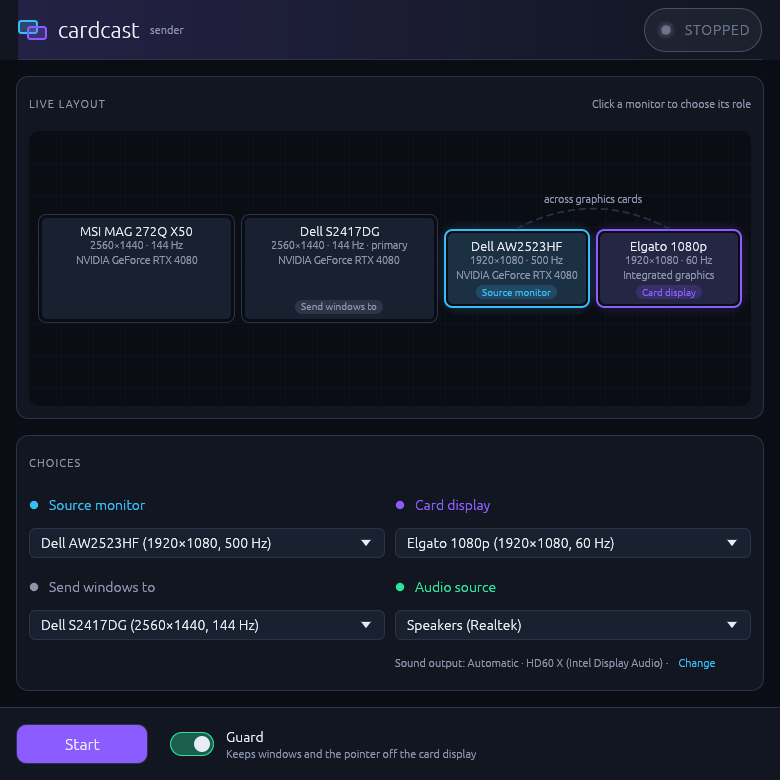 cardcast sender
STOPPED
LIVE LAYOUT
Click a monitor to choose its role
across graphics cards
MSI MAG 272Q X50
2560×1440 · 144 Hz
NVIDIA GeForce RTX 4080
Dell S2417DG
2560×1440 · 144 Hz · primary
NVIDIA GeForce RTX 4080
Send windows to
Dell AW2523HF
1920×1080 · 500 Hz
NVIDIA GeForce RTX 4080
Source monitor
Elgato 1080p
1920×1080 · 60 Hz
Integrated graphics
Card display
CHOICES
Source monitor
Dell AW2523HF (1920×1080, 500 Hz)
Card display
Elgato 1080p (1920×1080, 60 Hz)
Send windows to
Dell S2417DG (2560×1440, 144 Hz)
Audio source
Speakers (Realtek)
Sound output: Automatic · HD60 X (Intel Display Audio) · Change
Start
Guard
Keeps windows and the pointer off the card display